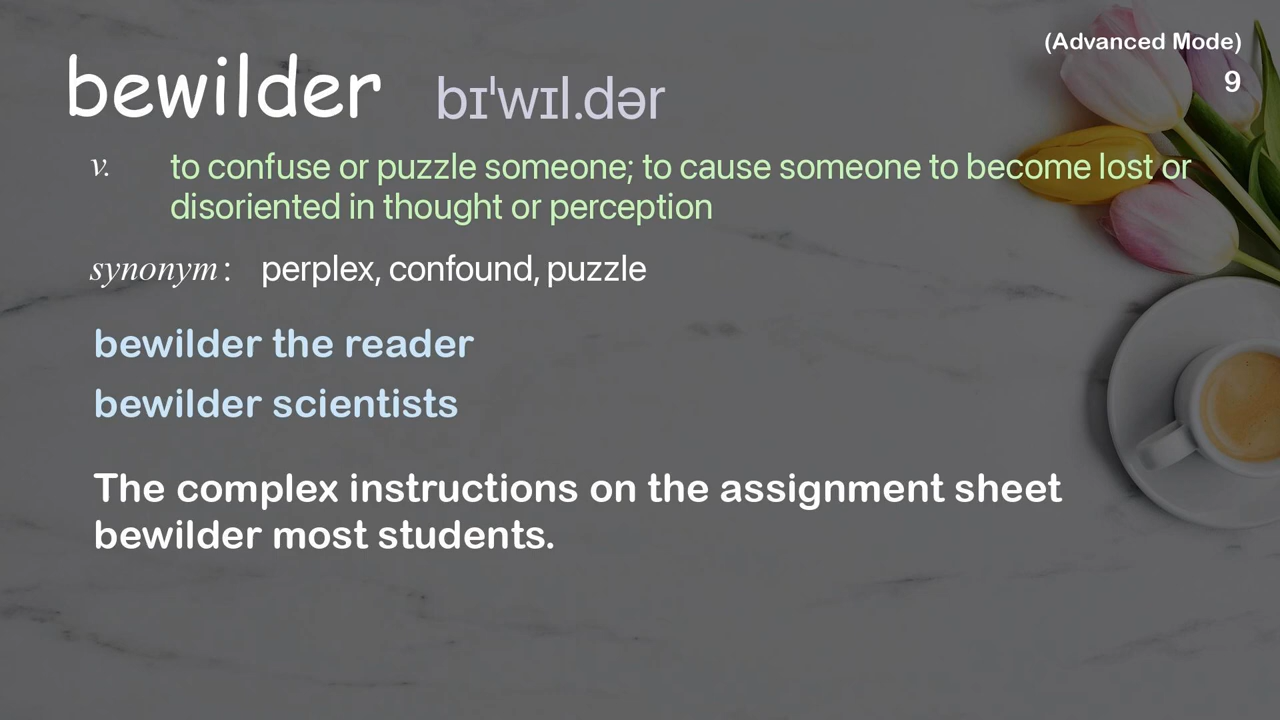 (Advanced Mode)
9
bewilder bɪˈwɪl.dər
v. to confuse or puzzle someone; to cause someone to become lost or
disoriented in thought or perception
synonym: perplex, confound, puzzle
bewilder the reader
bewilder scientists
The complex instructions on the assignment sheet
bewilder most students.